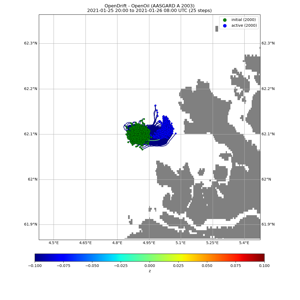 OpenDrift - OpenOil (AASGARD A 2003)
2021-01-25 20:00 to 2021-01-26 08:00 UTC (25 steps)
initial (2000)
active (2000)
62.3°N 62.3°N
62.2°N 62.2°N
62.1°N 62.1°N
62°N 62°N
61.9°N 61.9°N
4.5°E 4.65°E 4.8°E 4.95°E 5.1°E 5.25°E 5.4°E
−0.100 −0.075 −0.050 −0.025 0.000 0.025 0.050 0.075 0.100